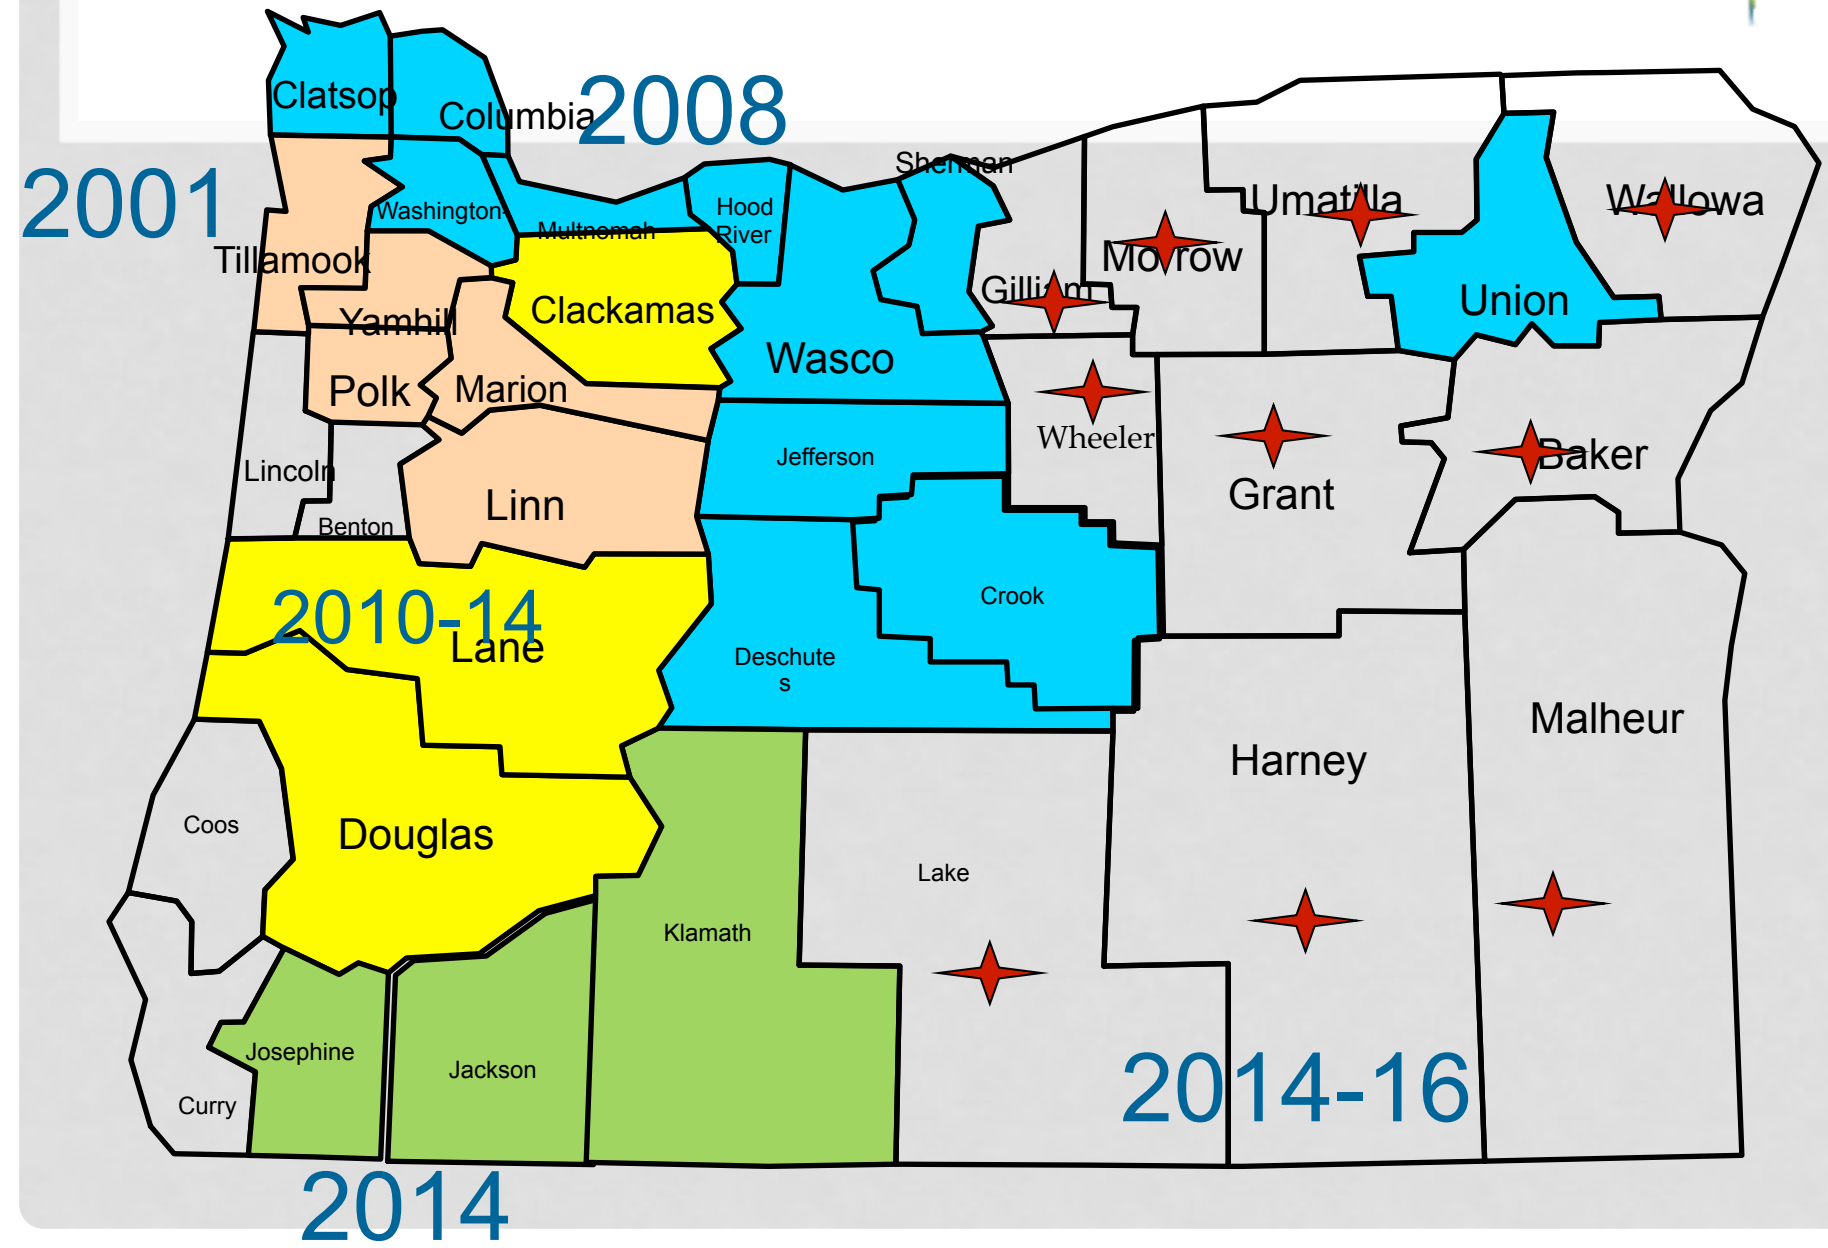 Clatsop
Columbia
2008
Sherman
2001
Washington
Multnomah
Hood
River
Umatilla
Wallowa
Tillamook
Morrow
Gilliam
Yamhill
Clackamas
Union
Wasco
Polk
Marion
Wheeler
Jefferson
Baker
Lincoln
Linn
Grant
Benton
2010-14
Lane
Crook
Deschute
s
Malheur
Harney
Coos
Douglas
Lake
Klamath
Josephine
Jackson
2014-16
Curry
2014